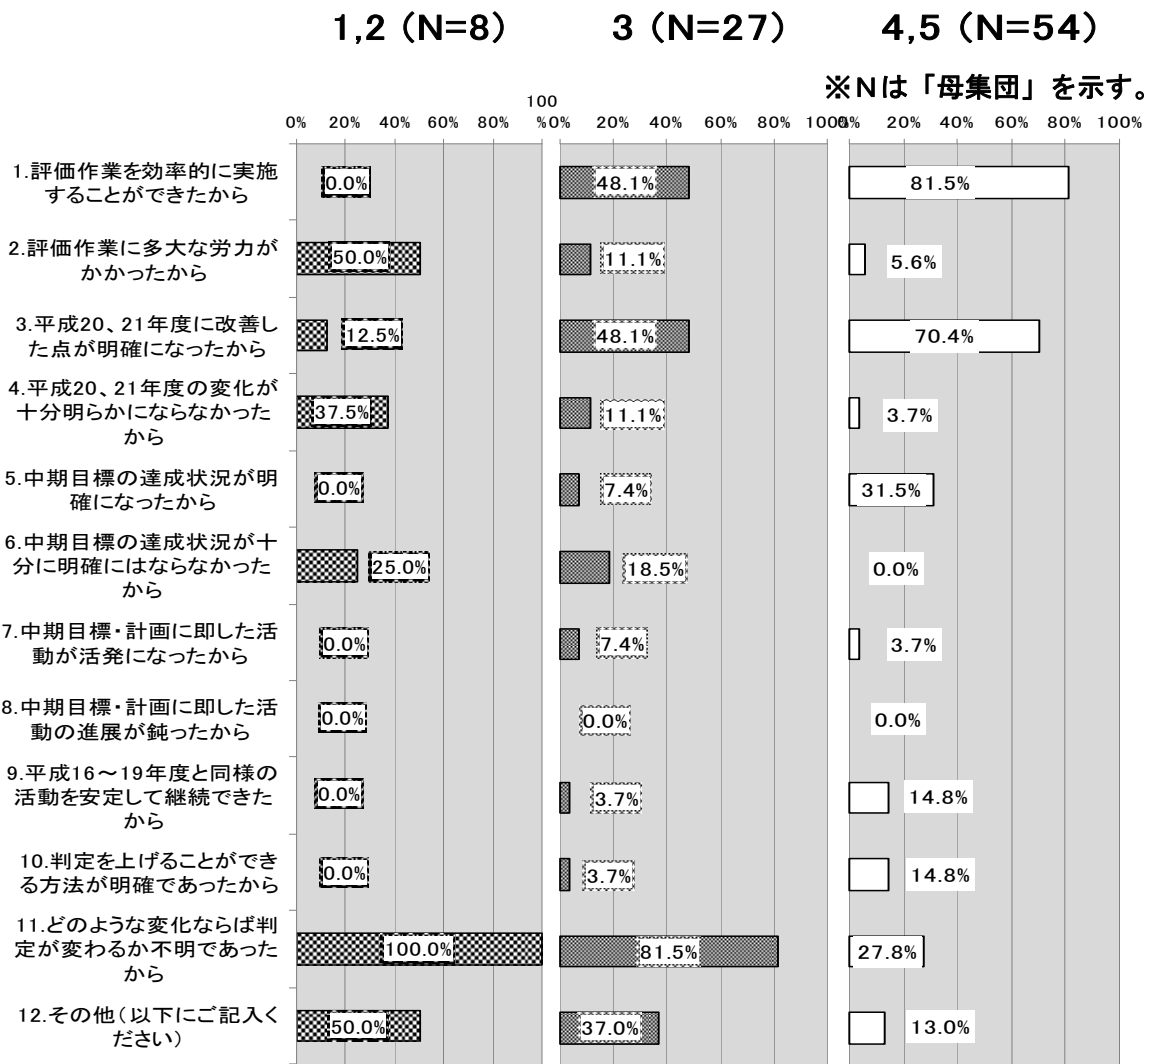 1,2（N=8） 3（N=27） 4,5（N=54）
※Nは「母集団」を示す。
0% 20% 40% 60% 80% 100% 0% 20% 40% 60% 80% 100% 0% 20% 40% 60% 80% 100%
1.評価作業を効率的に実施
することができたから
0.0% 48.1% 81.5%
2.評価作業に多大な労力が
かかったから
50.0% 11.1% 5.6%
3.平成20、21年度に改善し
た点が明確になったから
12.5% 48.1% 70.4%
4.平成20、21年度の変化が
十分明らかにならなかった
から
37.5% 11.1% 3.7%
5.中期目標の達成状況が明
確になったから
0.0% 7.4% 31.5%
6.中期目標の達成状況が十
分に明確にはならなかった
から
25.0% 18.5% 0.0%
7.中期目標・計画に即した活
動が活発になったから
0.0% 7.4% 3.7%
8.中期目標・計画に即した活
動の進展が鈍ったから
0.0% 0.0% 0.0%
9.平成16～19年度と同様の
活動を安定して継続できた
から
0.0% 3.7% 14.8%
10.判定を上げることができ
る方法が明確であったから
0.0% 3.7% 14.8%
11.どのような変化ならば判
定が変わるか不明であった
から
100.0% 81.5% 27.8%
12.その他（以下にご記入く
ださい）
50.0% 37.0% 13.0%